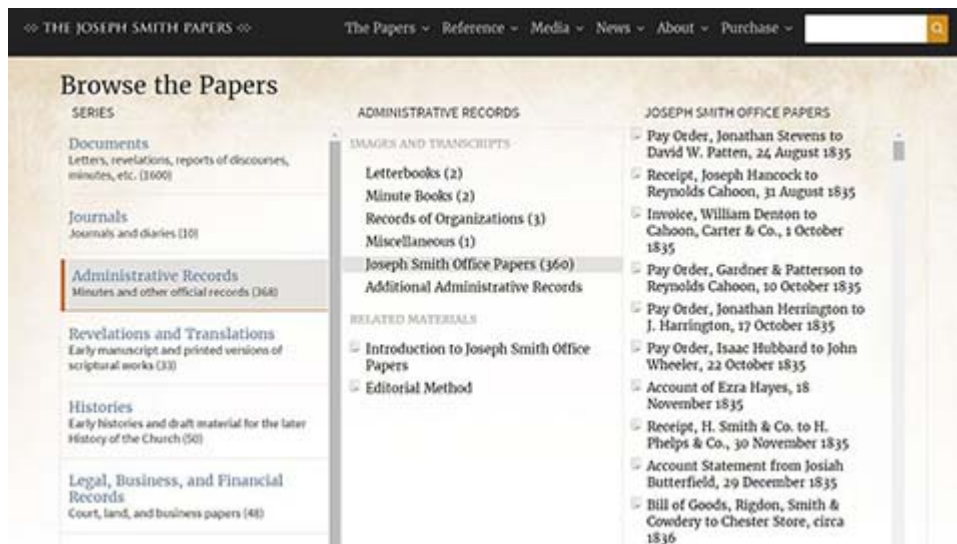 THE JOSEPH SMITH PAPERS
The Papers Reference Media News About Purchase
Browse the Papers
SERIES
Documents
Letters, revelations, reports of discourses,
minutes, etc. (1600)
Journals
Journals and diaries (10)
Administrative Records
Minutes and other official records (368)
Revelations and Translations
Early manuscript and printed versions of
scriptural works (33)
Histories
Early histories and draft material for the later
History of the Church (50)
Legal, Business, and Financial
Records
Court, land, and business papers (48)
ADMINISTRATIVE RECORDS
IMAGES AND TRANSCRIPTS
Letterbooks (2)
Minute Books (2)
Records of Organizations (3)
Miscellaneous (1)
Joseph Smith Office Papers (360)
Additional Administrative Records
RELATED MATERIALS
Introduction to Joseph Smith Office
Papers
Editorial Method
JOSEPH SMITH OFFICE PAPERS
Pay Order, Jonathan Stevens to
David W. Patten, 24 August 1835
Receipt, Joseph Hancock to
Reynolds Cahoon, 31 August 1835
Invoice, William Denton to
Cahoon, Carter & Co., 1 October
1835
Pay Order, Gardner & Patterson to
Reynolds Cahoon, 10 October 1835
Pay Order, Jonathan Herrington to
J. Harrington, 17 October 1835
Pay Order, Isaac Hubbard to John
Wheeler, 22 October 1835
Account of Ezra Hayes, 18
November 1835
Receipt, H. Smith & Co. to H.
Phelps & Co., 30 November 1835
Account Statement from Josiah
Butterfield, 29 December 1835
Bill of Goods, Rigdon, Smith &
Cowdery to Chester Store, circa
1836